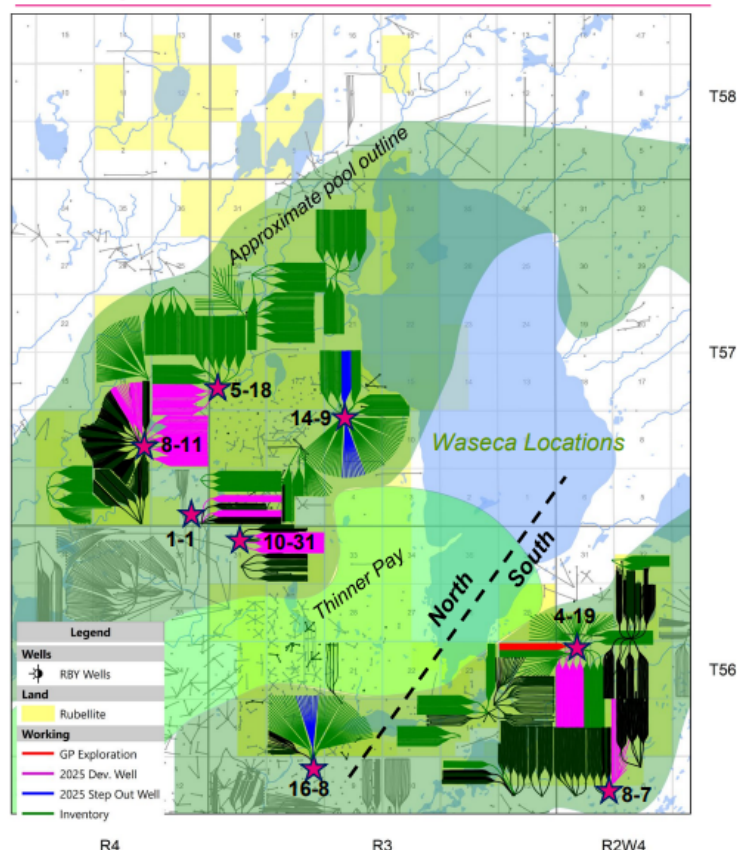 T58
Approximate pool outline
T57
5-18
14-9
8-11
Waseca Locations
1-1
10-31
Thinner Pay
North
South
4-19
T56
16-8
8-7
Legend
Wells
RBY Wells
Land
Rubellite
Working
GP Exploration
2025 Dev. Well
2025 Step Out Well
Inventory
R4
R3
R2W4